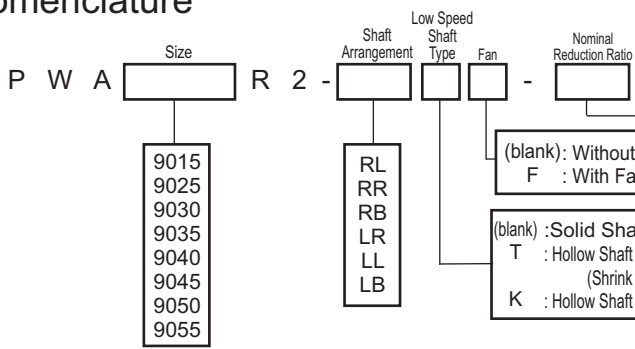 Nomenclature
Size
Shaft Arrangement
Low Speed Shaft Type
Fan
Nominal Reduction Ratio
P W A R 2 - -
9015
9025
9030
9035
9040
9045
9050
9055
RL
RR
RB
LR
LL
LB
(blank): Without
F : With Fa
(blank) :Solid Sha
T : Hollow Shaft
(Shrink
K : Hollow Shaft